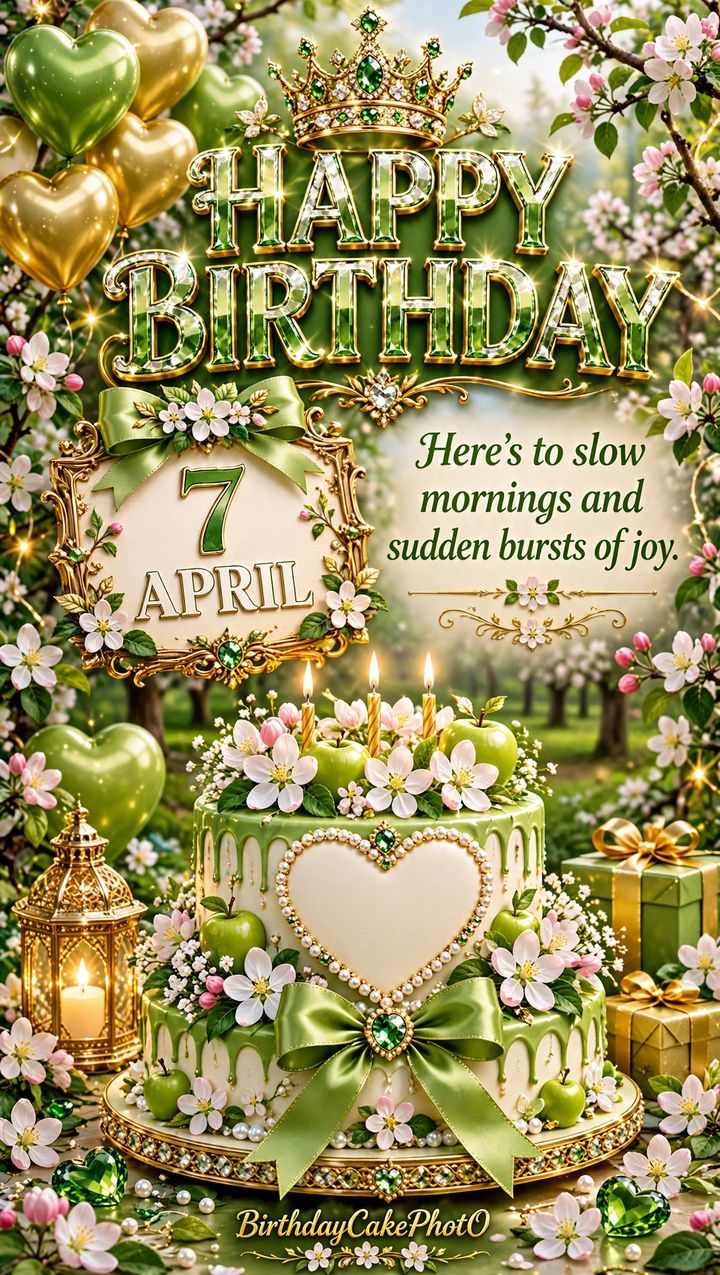 HAPPY
BIRTHDAY
7
APRIL
Here's to slow
mornings and
sudden bursts of joy.
BirthdayCakePhotO